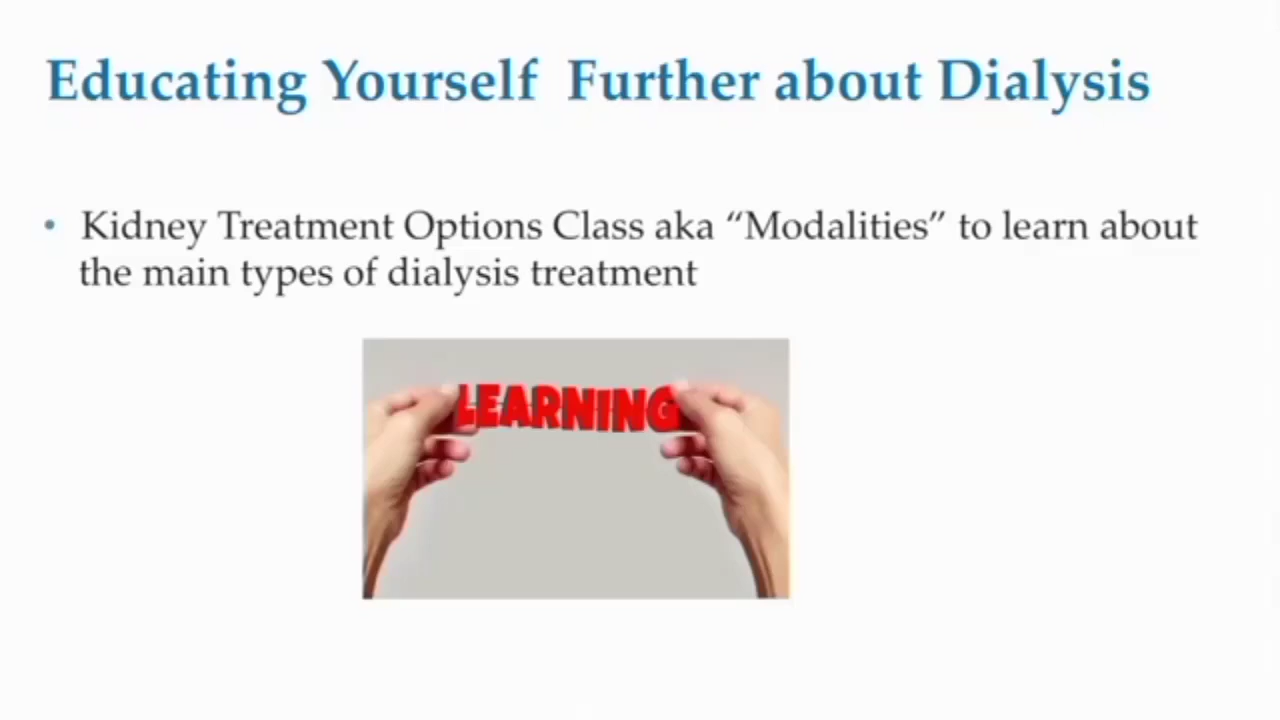 Educating Yourself Further about Dialysis
• Kidney Treatment Options Class aka “Modalities” to learn about
the main types of dialysis treatment
LEARNING